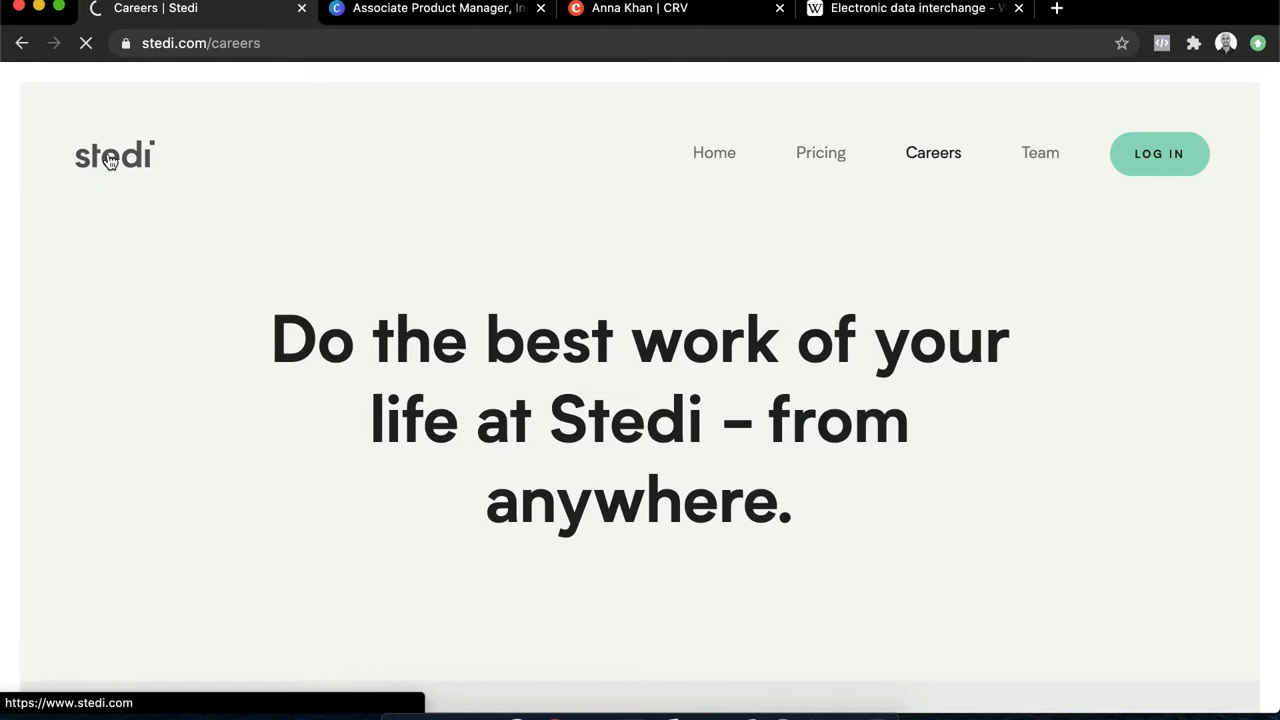 Careers | Stedi
Associate Product Manager, In
Anna Khan | CRV
Electronic data interchange - W
stedi.com/careers
stedi
Home
Pricing
Careers
Team
LOG IN
Do the best work of your
life at Stedi – from
anywhere.
https://www.stedi.com